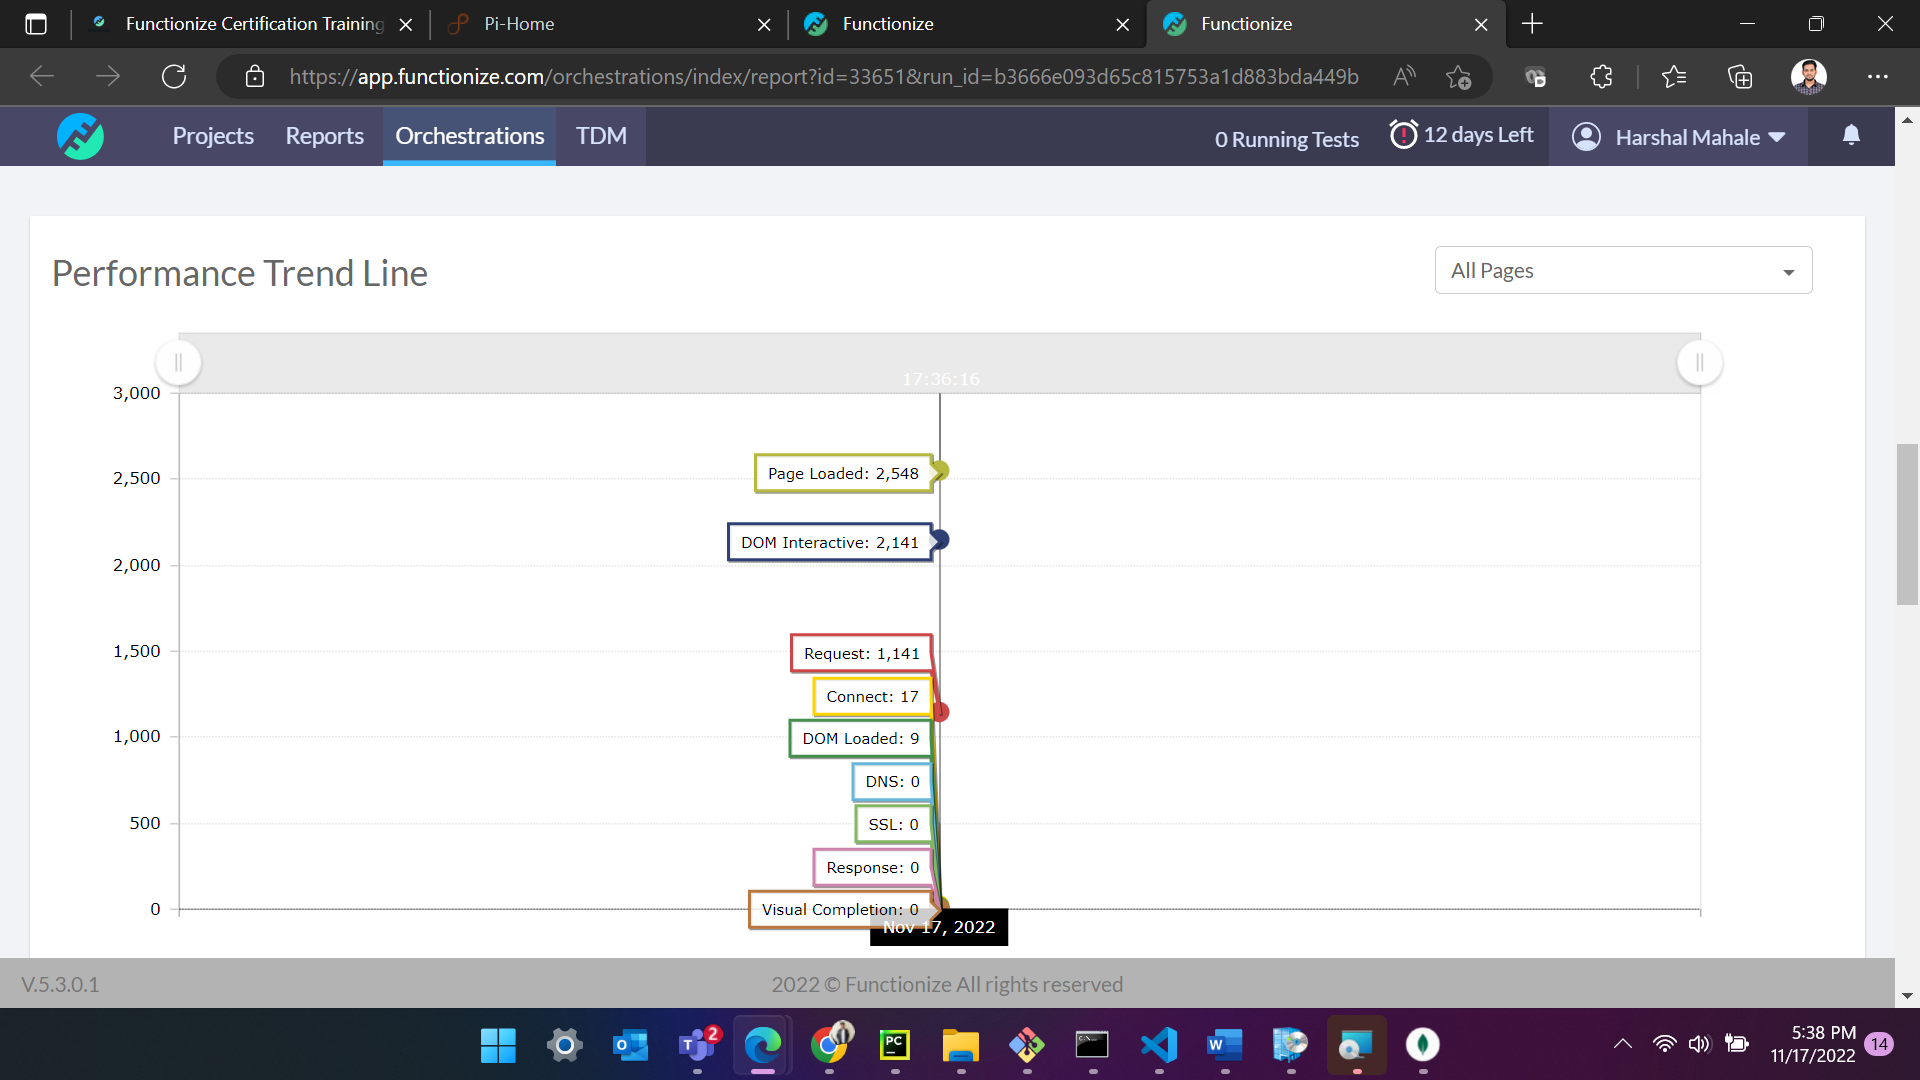 Functionize Certification Training
Pi-Home
Functionize
Functionize
https://app.functionize.com/orchestrations/index/report?id=33651&run_id=b3666e093d65c815753a1d883bda449b
Projects
Reports
Orchestrations
TDM
0 Running Tests
12 days Left
Harshal Mahale
Performance Trend Line
All Pages
17:36:16
3,000
2,500
2,000
1,500
1,000
500
0
Page Loaded: 2,548
DOM Interactive: 2,141
Request: 1,141
Connect: 17
DOM Loaded: 9
DNS: 0
SSL: 0
Response: 0
Visual Completion: 0
Nov 17, 2022
V.5.3.0.1
2022 © Functionize All rights reserved
2
PC
5:38 PM
11/17/2022
14